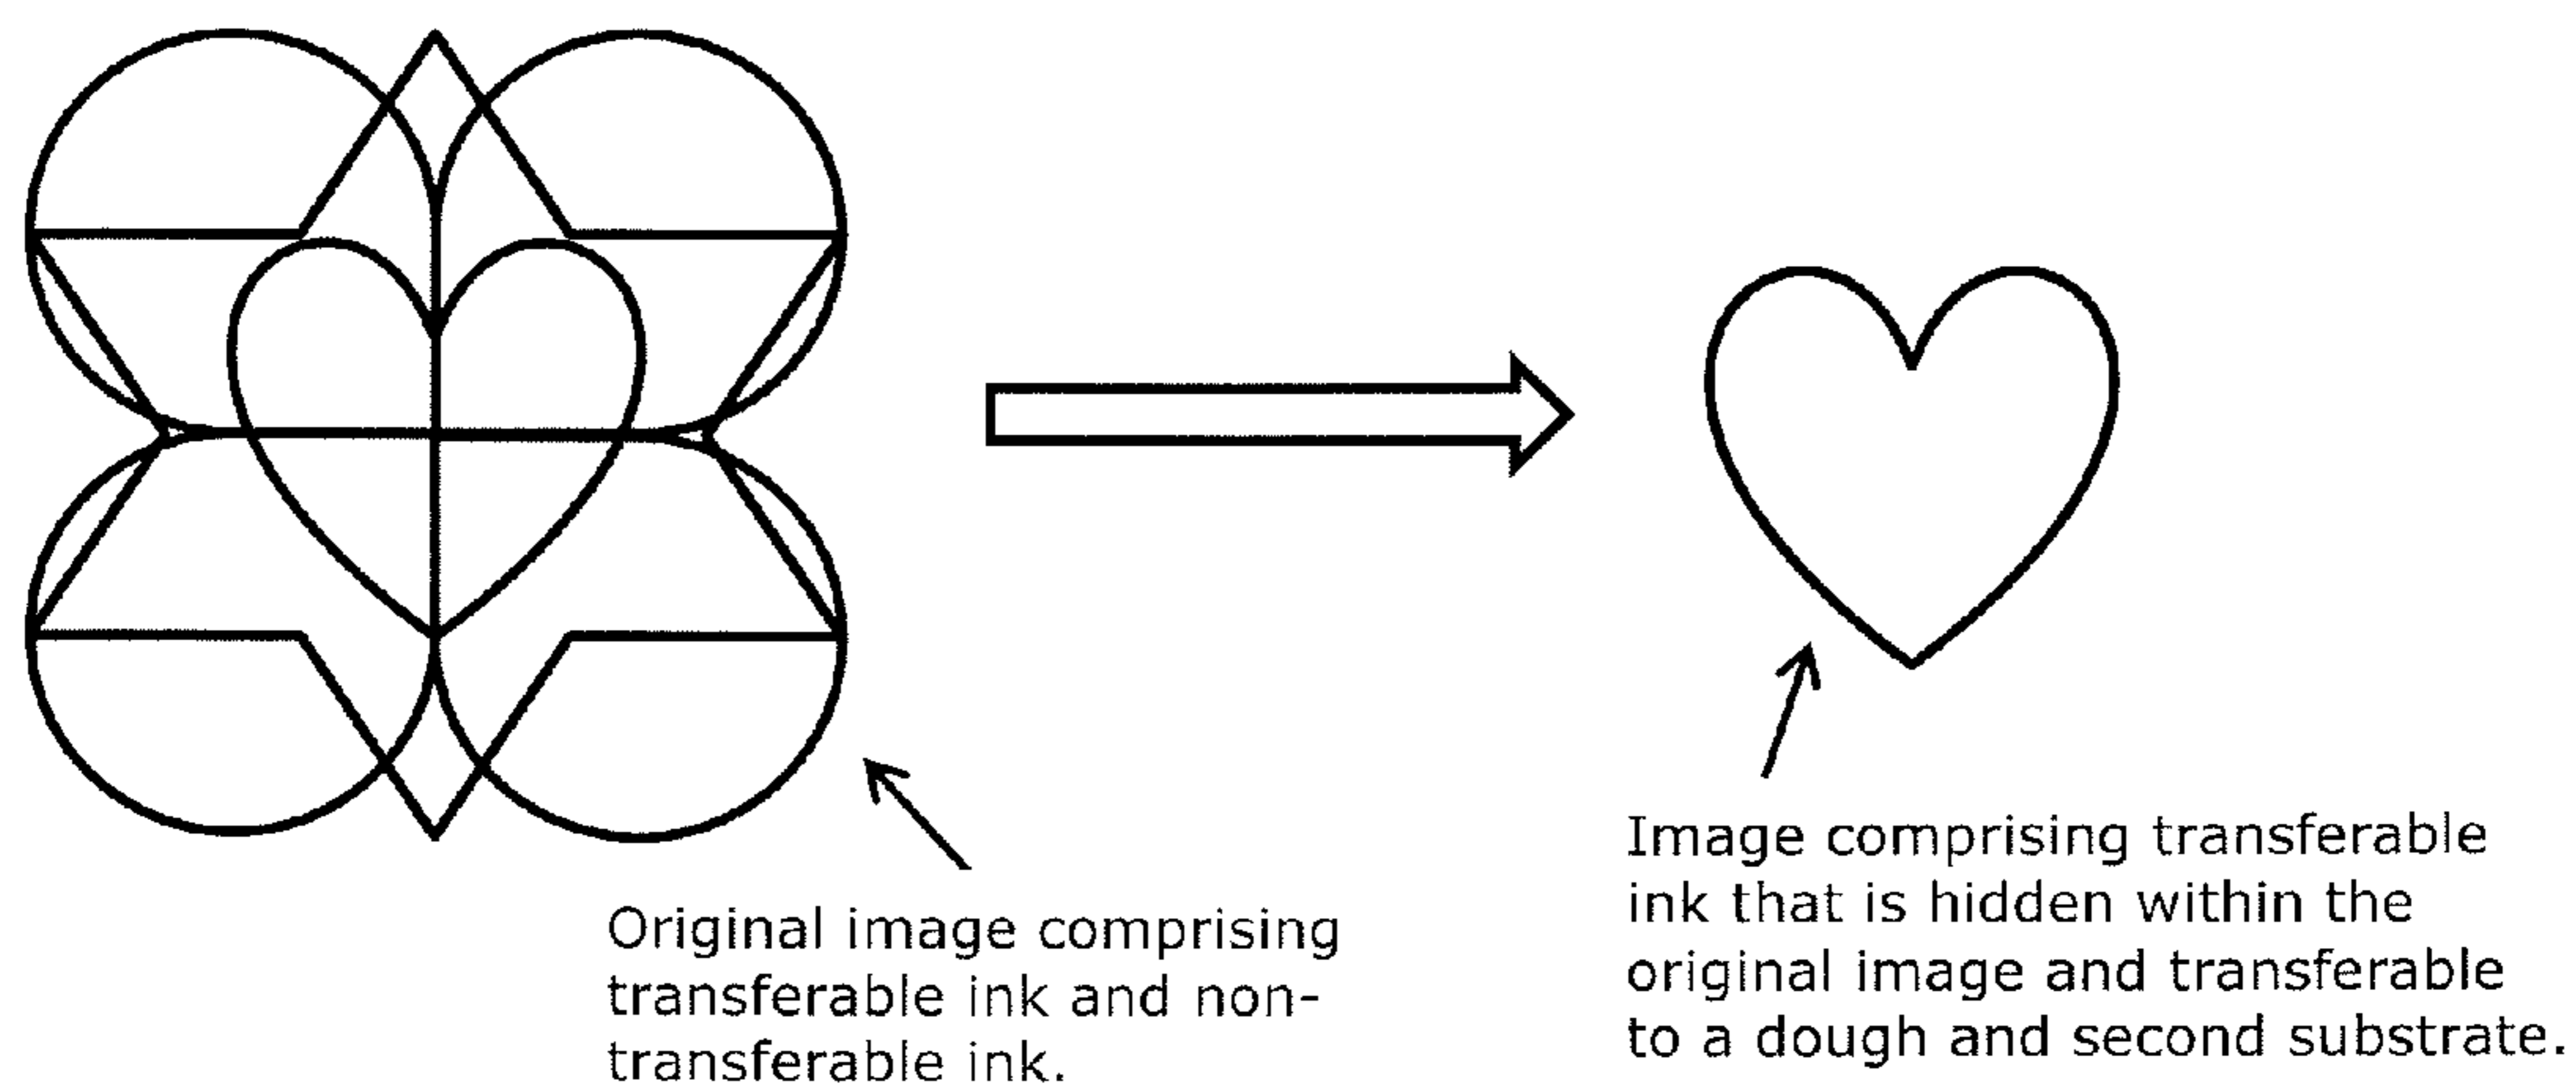 Original image comprising
transferable ink and non-
transferable ink.
Image comprising transferable
ink that is hidden within the
original image and transferable
to a dough and second substrate.